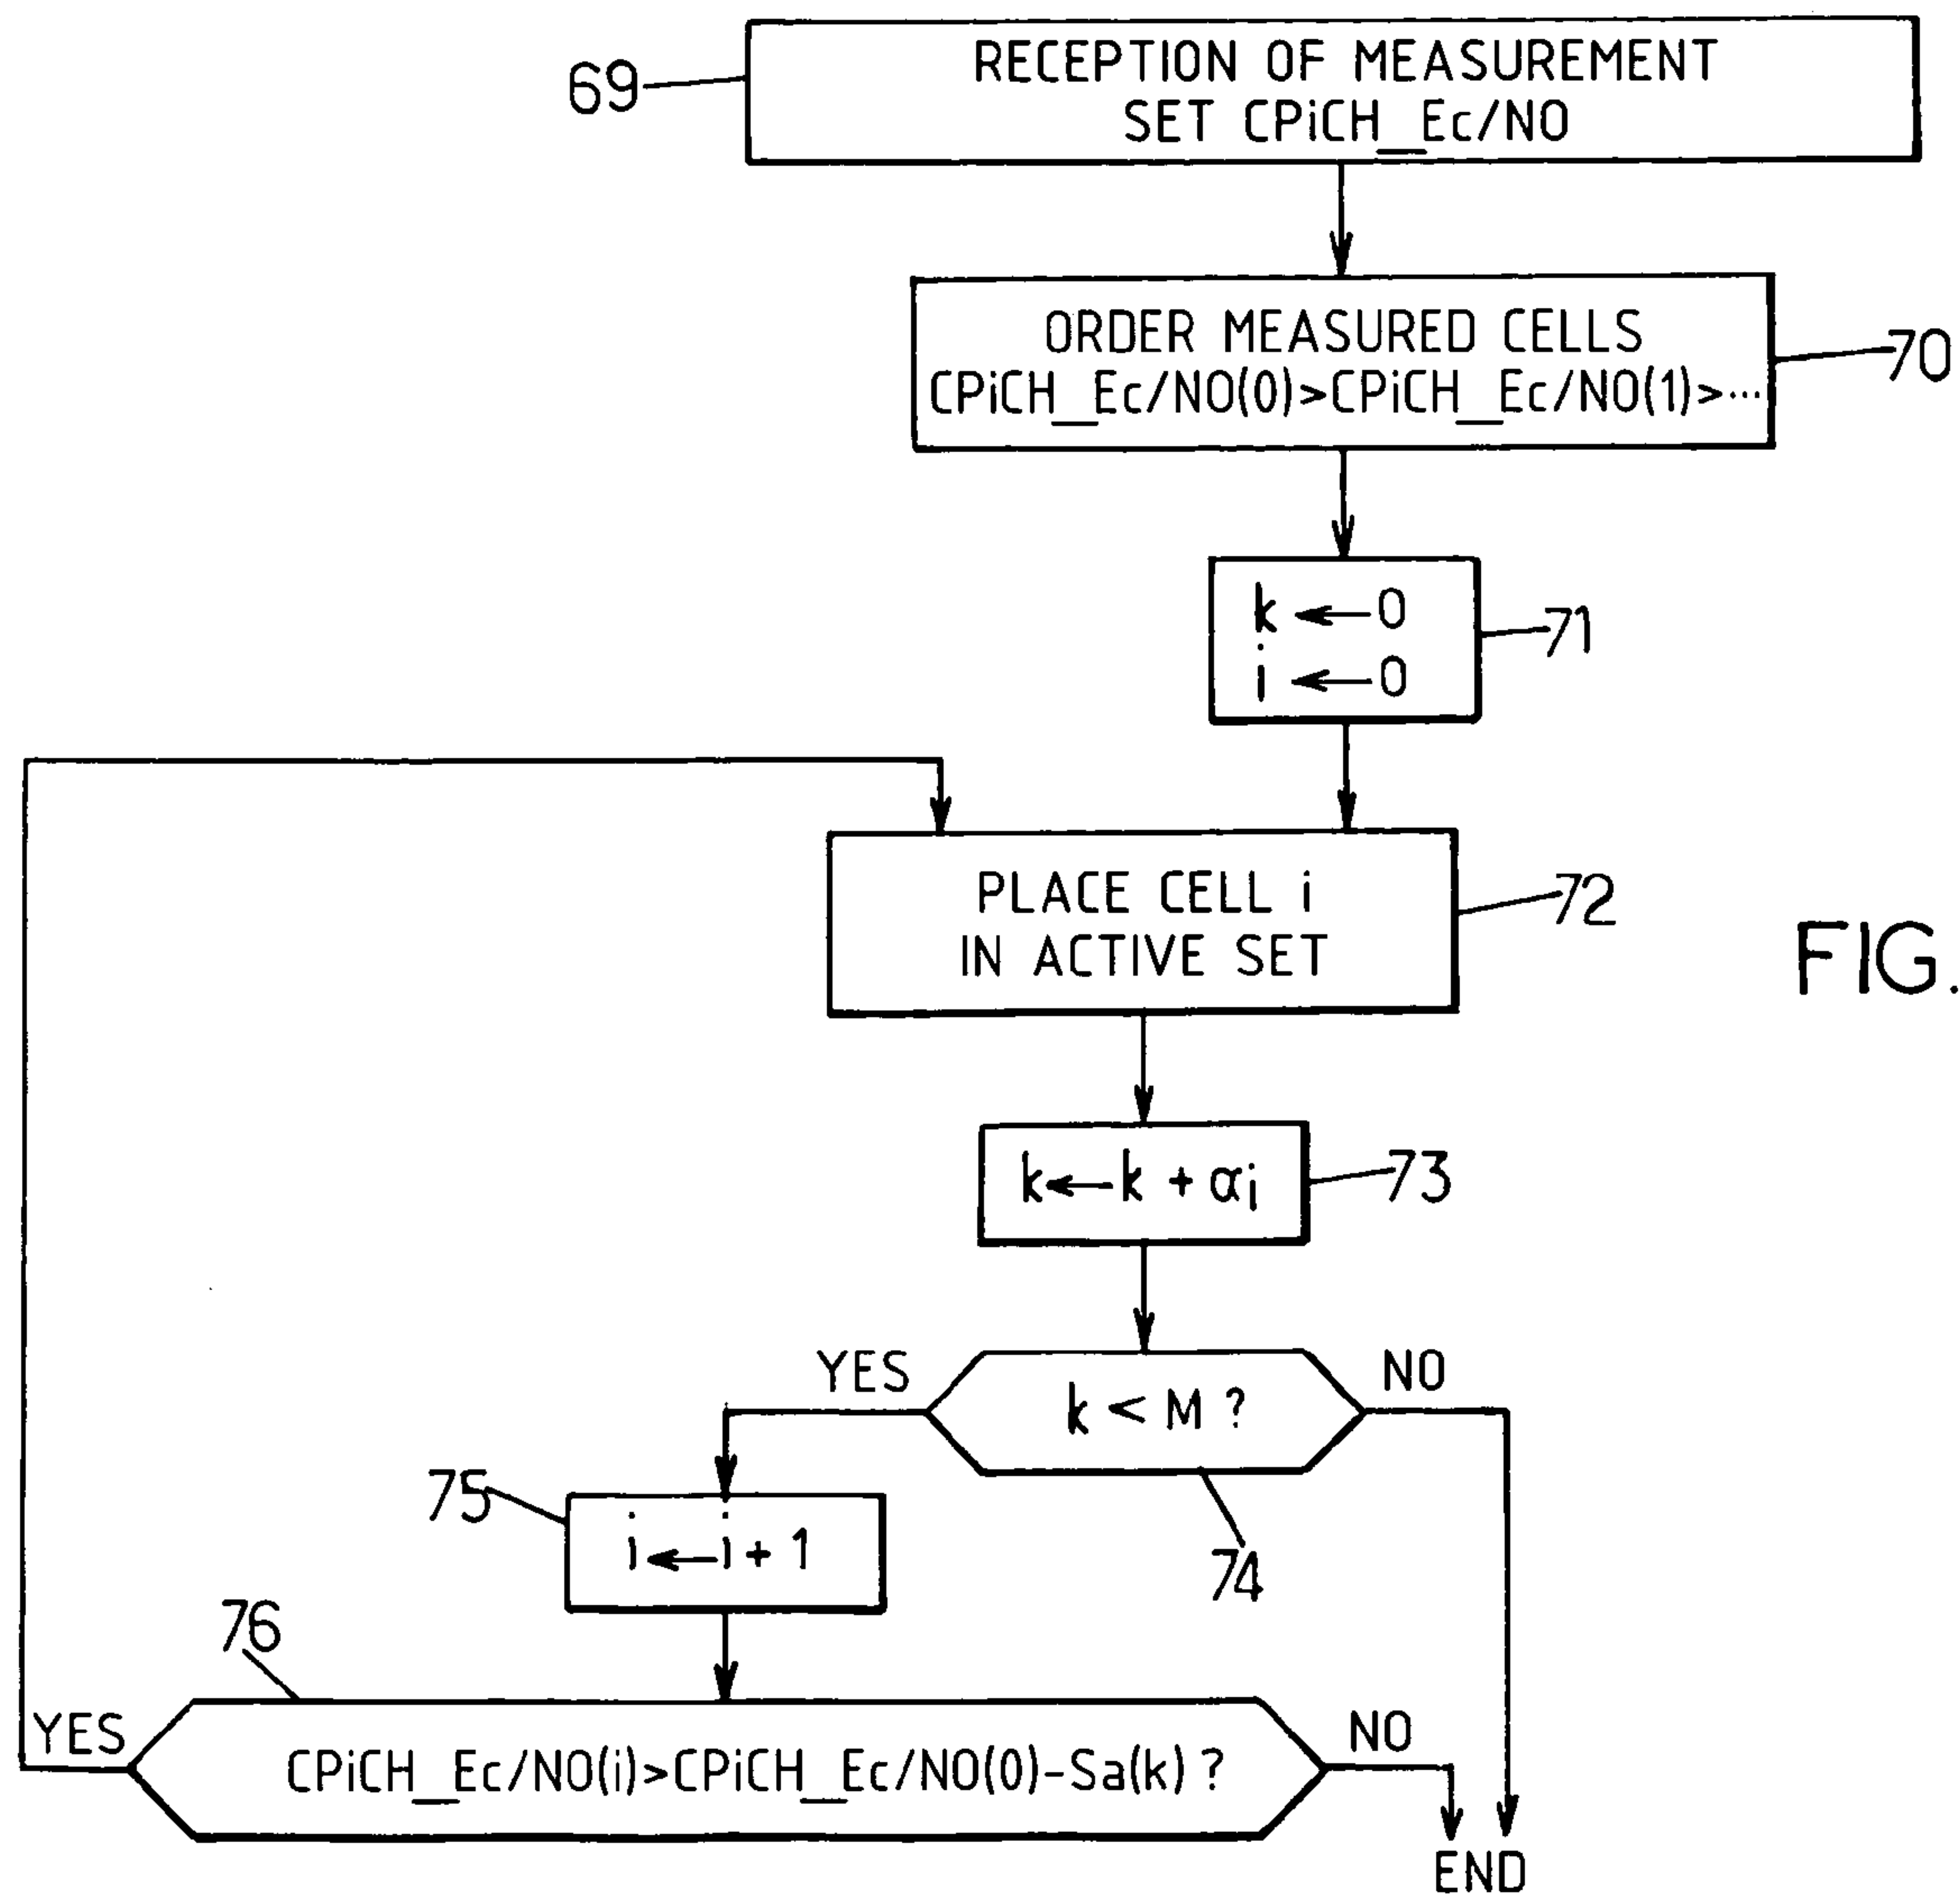 69
RECEPTION OF MEASUREMENT
SET CPiCH_Ec/NO
ORDER MEASURED CELLS
CPiCH_Ec/NO(0)>CPiCH_Ec/NO(1)>...
70
k ← 0
i ← 0
71
PLACE CELL i
IN ACTIVE SET
72
FIG.
k ← k + αi
73
YES
k < M ?
NO
74
75
i ← i + 1
76
YES
CPiCH_Ec/NO(i)>CPiCH_Ec/NO(0)-Sa(k) ?
NO
END